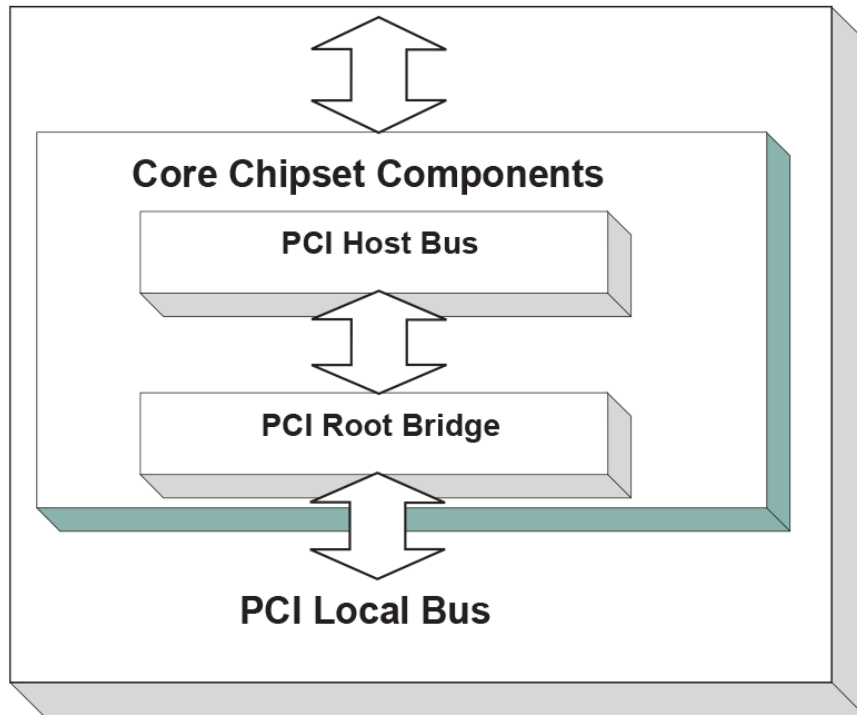 Core Chipset Components
PCI Host Bus
PCI Root Bridge
PCI Local Bus